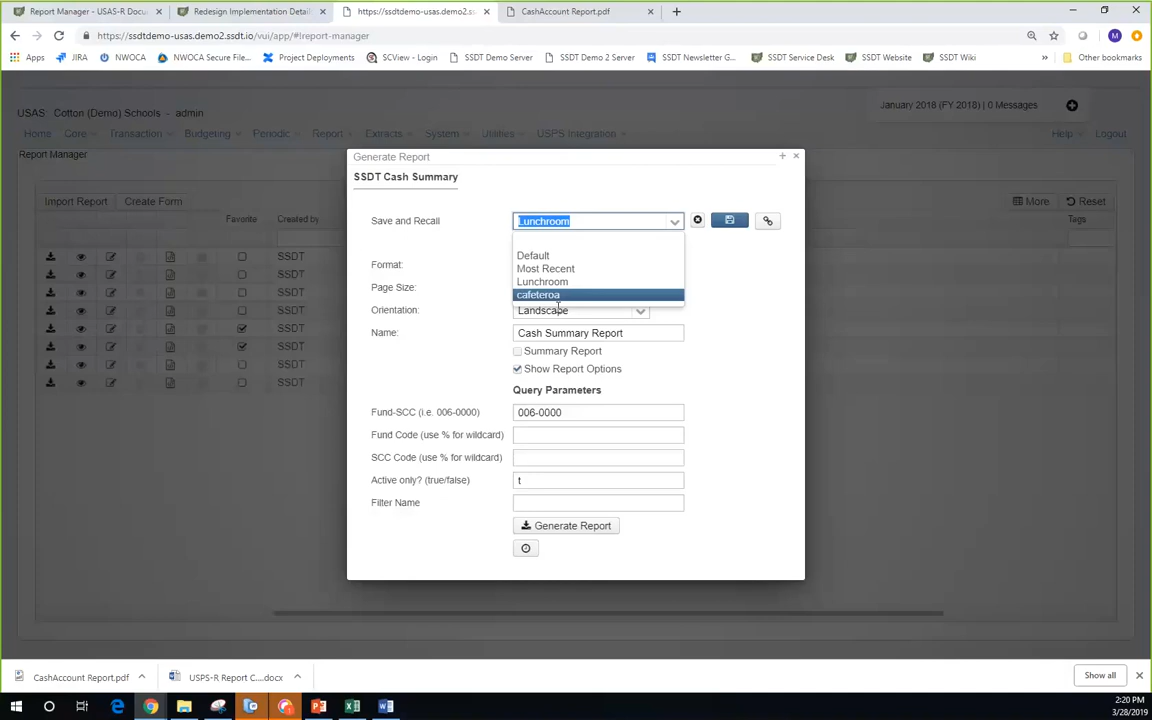 Report Manager - USAS-R Docu
Redesign Implementation Detail
https://ssdtdemo-usas.demo2.s
CashAccount Report.pdf
https://ssdtdemo-usas.demo2.ssdt.io/vui/app/#!report-manager
Apps
JIRA
NWOCA
NWOCA Secure File...
Project Deployments
SCView - Login
SSDT Demo Server
SSDT Demo 2 Server
SSDT Newsletter G...
SSDT Service Desk
SSDT Website
SSDT Wiki
»
Other bookmarks
USAS: Cotton (Demo) Schools - admin
January 2018 (FY 2018) | 0 Messages
Home Core Transaction Budgeting Periodic Report Extracts System Utilities USPS Integration Help Logout
Report Manager
Import Report
Create Form
More
Reset
Favorite
Created by
Tags
SSDT
SSDT
SSDT
SSDT
SSDT
SSDT
Generate Report
SSDT Cash Summary
Save and Recall
Lunchroom
Default
Most Recent
Lunchroom
cafeteroa
Format:
Page Size:
Orientation:
Landscape
Name:
Cash Summary Report
Summary Report
Show Report Options
Query Parameters
Fund-SCC (i.e. 006-0000)
006-0000
Fund Code (use % for wildcard)
SCC Code (use % for wildcard)
Active only? (true/false)
t
Filter Name
Generate Report
CashAccount Report.pdf
USPS-R Report C....docx
Show all
2:20 PM
3/28/2019